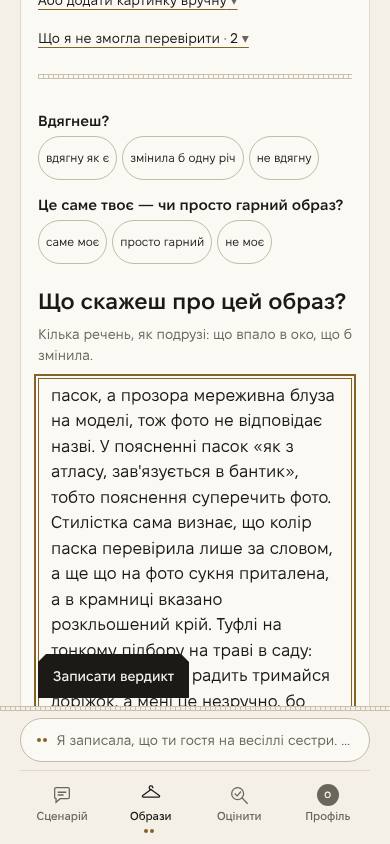 Або додати картинку вручну ▾
Що я не змогла перевірити · 2 ▾
Вдягнеш?
вдягну як є
змінила б одну річ
не вдягну
Це саме твоє — чи просто гарний образ?
саме моє
просто гарний
не моє
Що скажеш про цей образ?
Кілька речень, як подрузі: що впало в око, що б
змінила.
пасок, а прозора мереживна блуза
на моделі, тож фото не відповідає
назві. У поясненні пасок «як з
атласу, зав'язується в бантик»,
тобто пояснення суперечить фото.
Стилістка сама визнає, що колір
паска перевірила лише за словом,
а ще що на фото сукня приталена,
а в крамниці вказано
розкльошений крій. Туфлі на
тонкому підбору на траві в саду:
Записати вердикт
радить тримайся
доріжок, а мені це незручно, бо
Я записала, що ти гостя на весіллі сестри. ...
Сценарій
Образи
Оцінити
О
Профіль